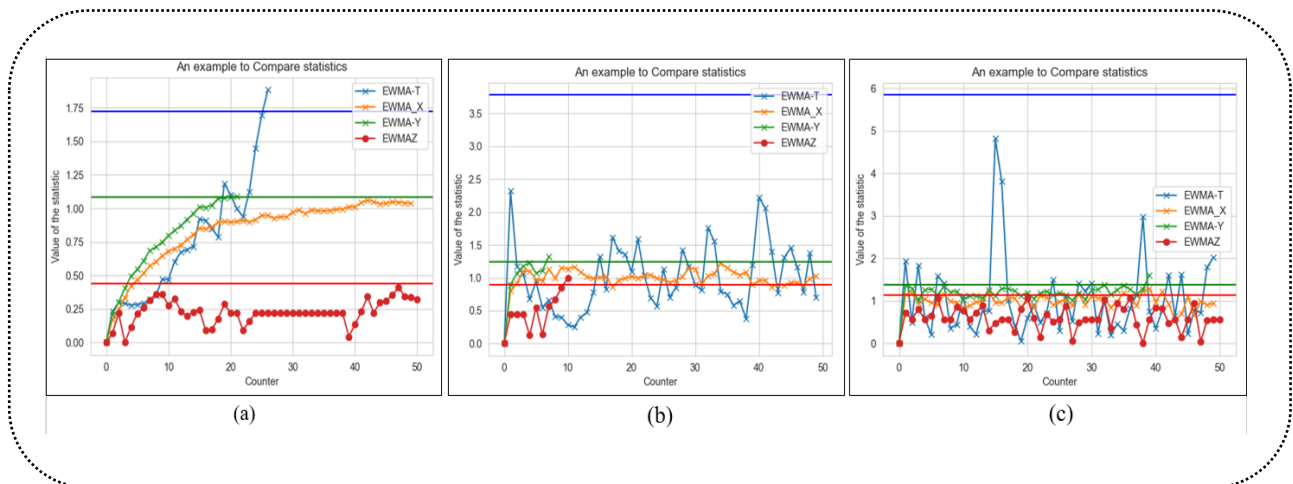 An example to Compare statistics
EWMA-T
EWMA_X
EWMA-Y
EWMAZ
Value of the statistic
1.75
1.50
1.25
1.00
0.75
0.50
0.25
0.00
0 10 20 30 40 50
Counter
(a)
An example to Compare statistics
EWMA-T
EWMA_X
EWMA-Y
EWMAZ
Value of the statistic
3.5
3.0
2.5
2.0
1.5
1.0
0.5
0.0
0 10 20 30 40 50
Counter
(b)
An example to Compare statistics
EWMA-T
EWMA_X
EWMA-Y
EWMAZ
Value of the statistic
6
5
4
3
2
1
0
0 10 20 30 40 50
Counter
(c)